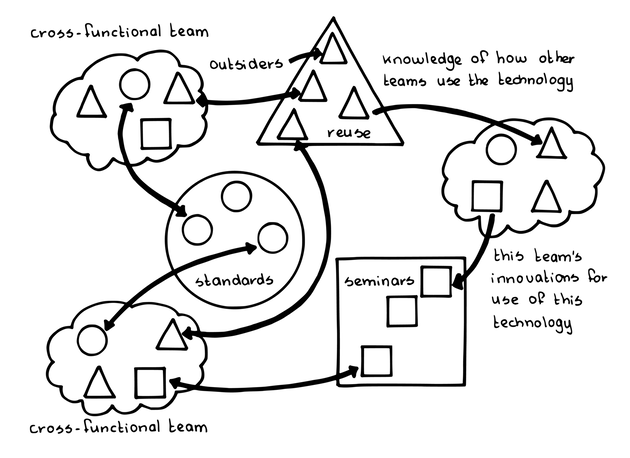 cross-functional team
outsiders
knowledge of how other
teams use the technology
reuse
standards
seminars
this team's
innovations for
use of this
technology
cross-functional team